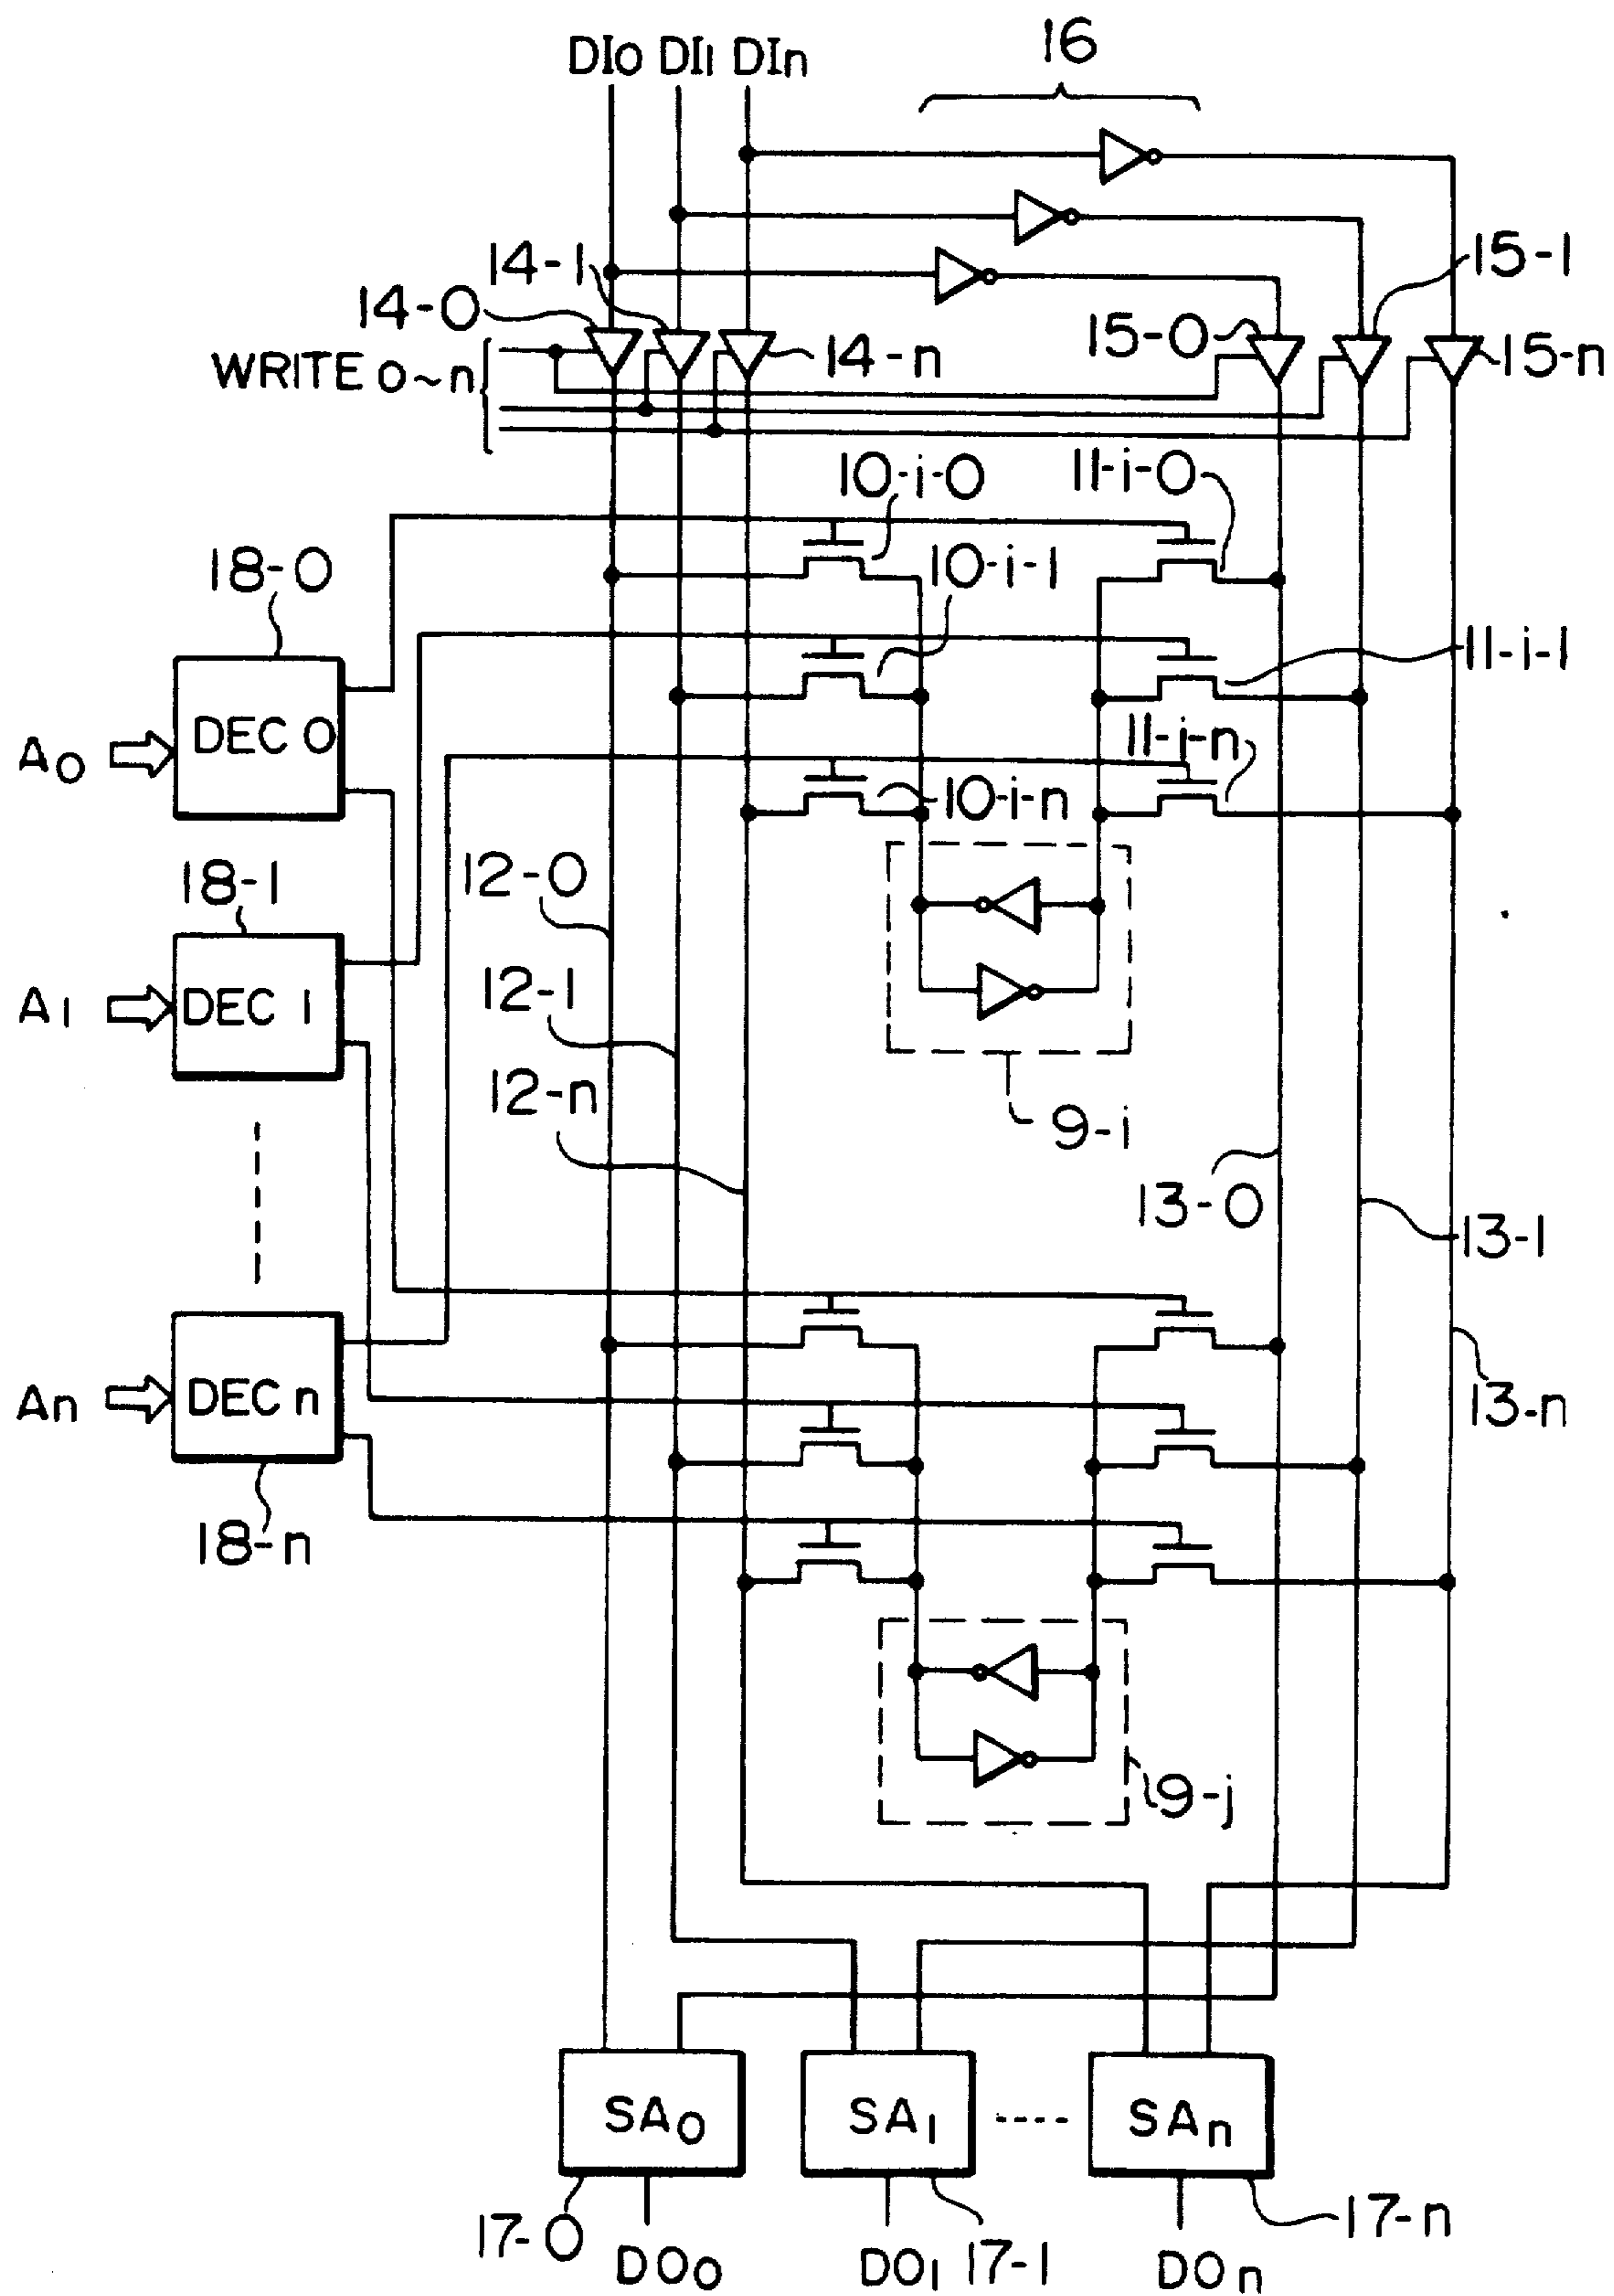 16
DI0 DI1 DIn
14-1
15-1
14-0
15-0
14-n
15-n
WRITE 0~n
10-i-0
11-i-0
10-i-1
18-0
11-i-1
DEC 0
A0
11-i-n
10-i-n
12-0
18-1
12-1
A1
DEC 1
12-n
9-i
13-0
13-1
An
DEC n
13-n
18-n
9-j
SA0
SA1
SAn
17-0
DO0
DO1
17-1
DOn
17-n